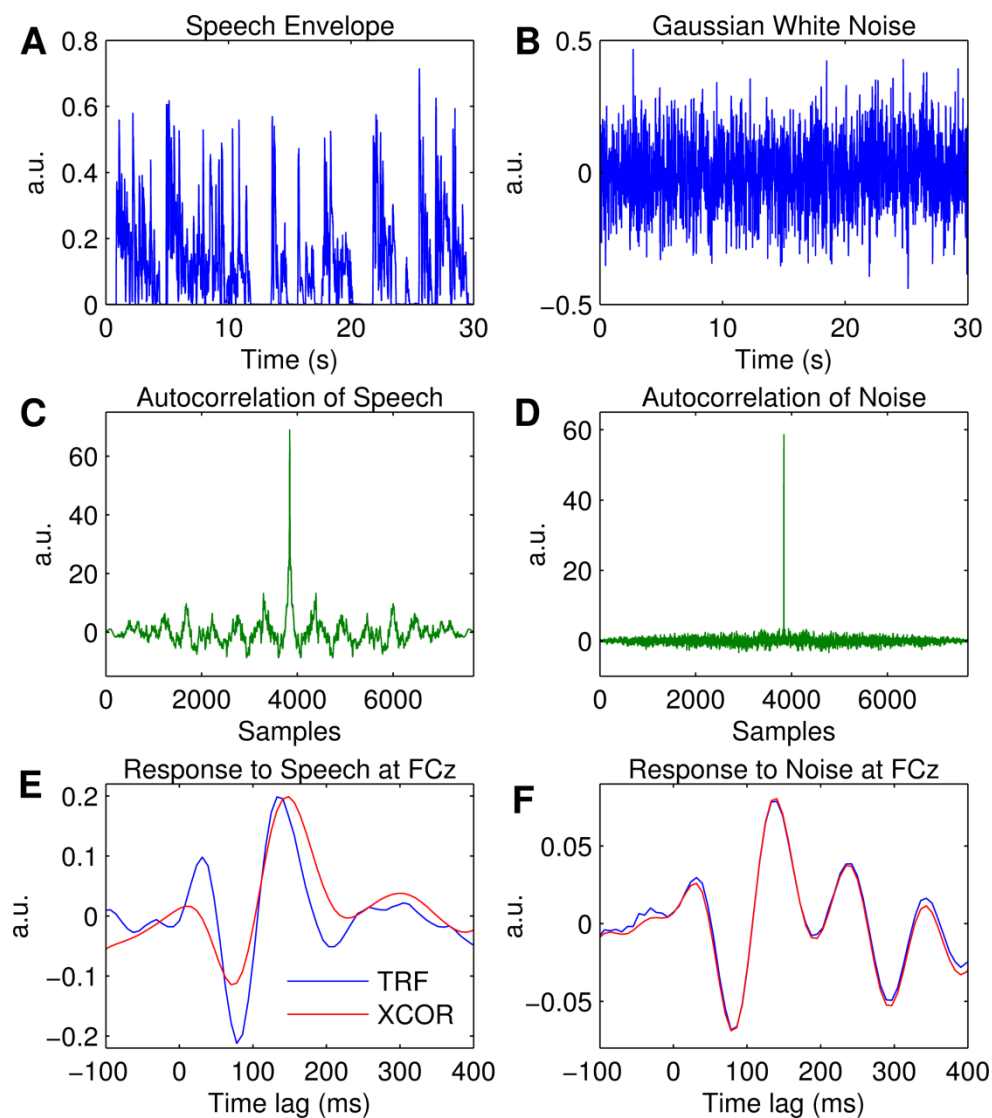 A
Speech Envelope
0.8
0.6
0.4
0.2
0
a.u.
0 10 20 30
Time (s)
B
Gaussian White Noise
0.5
0
−0.5
a.u.
0 10 20 30
Time (s)
C
Autocorrelation of Speech
60
40
20
0
a.u.
0 2000 4000 6000
Samples
D
Autocorrelation of Noise
60
40
20
0
a.u.
0 2000 4000 6000
Samples
E
Response to Speech at FCz
0.2
0.1
0
−0.1
−0.2
a.u.
TRF
XCOR
−100 0 100 200 300 400
Time lag (ms)
F
Response to Noise at FCz
0.05
0
−0.05
a.u.
−100 0 100 200 300 400
Time lag (ms)